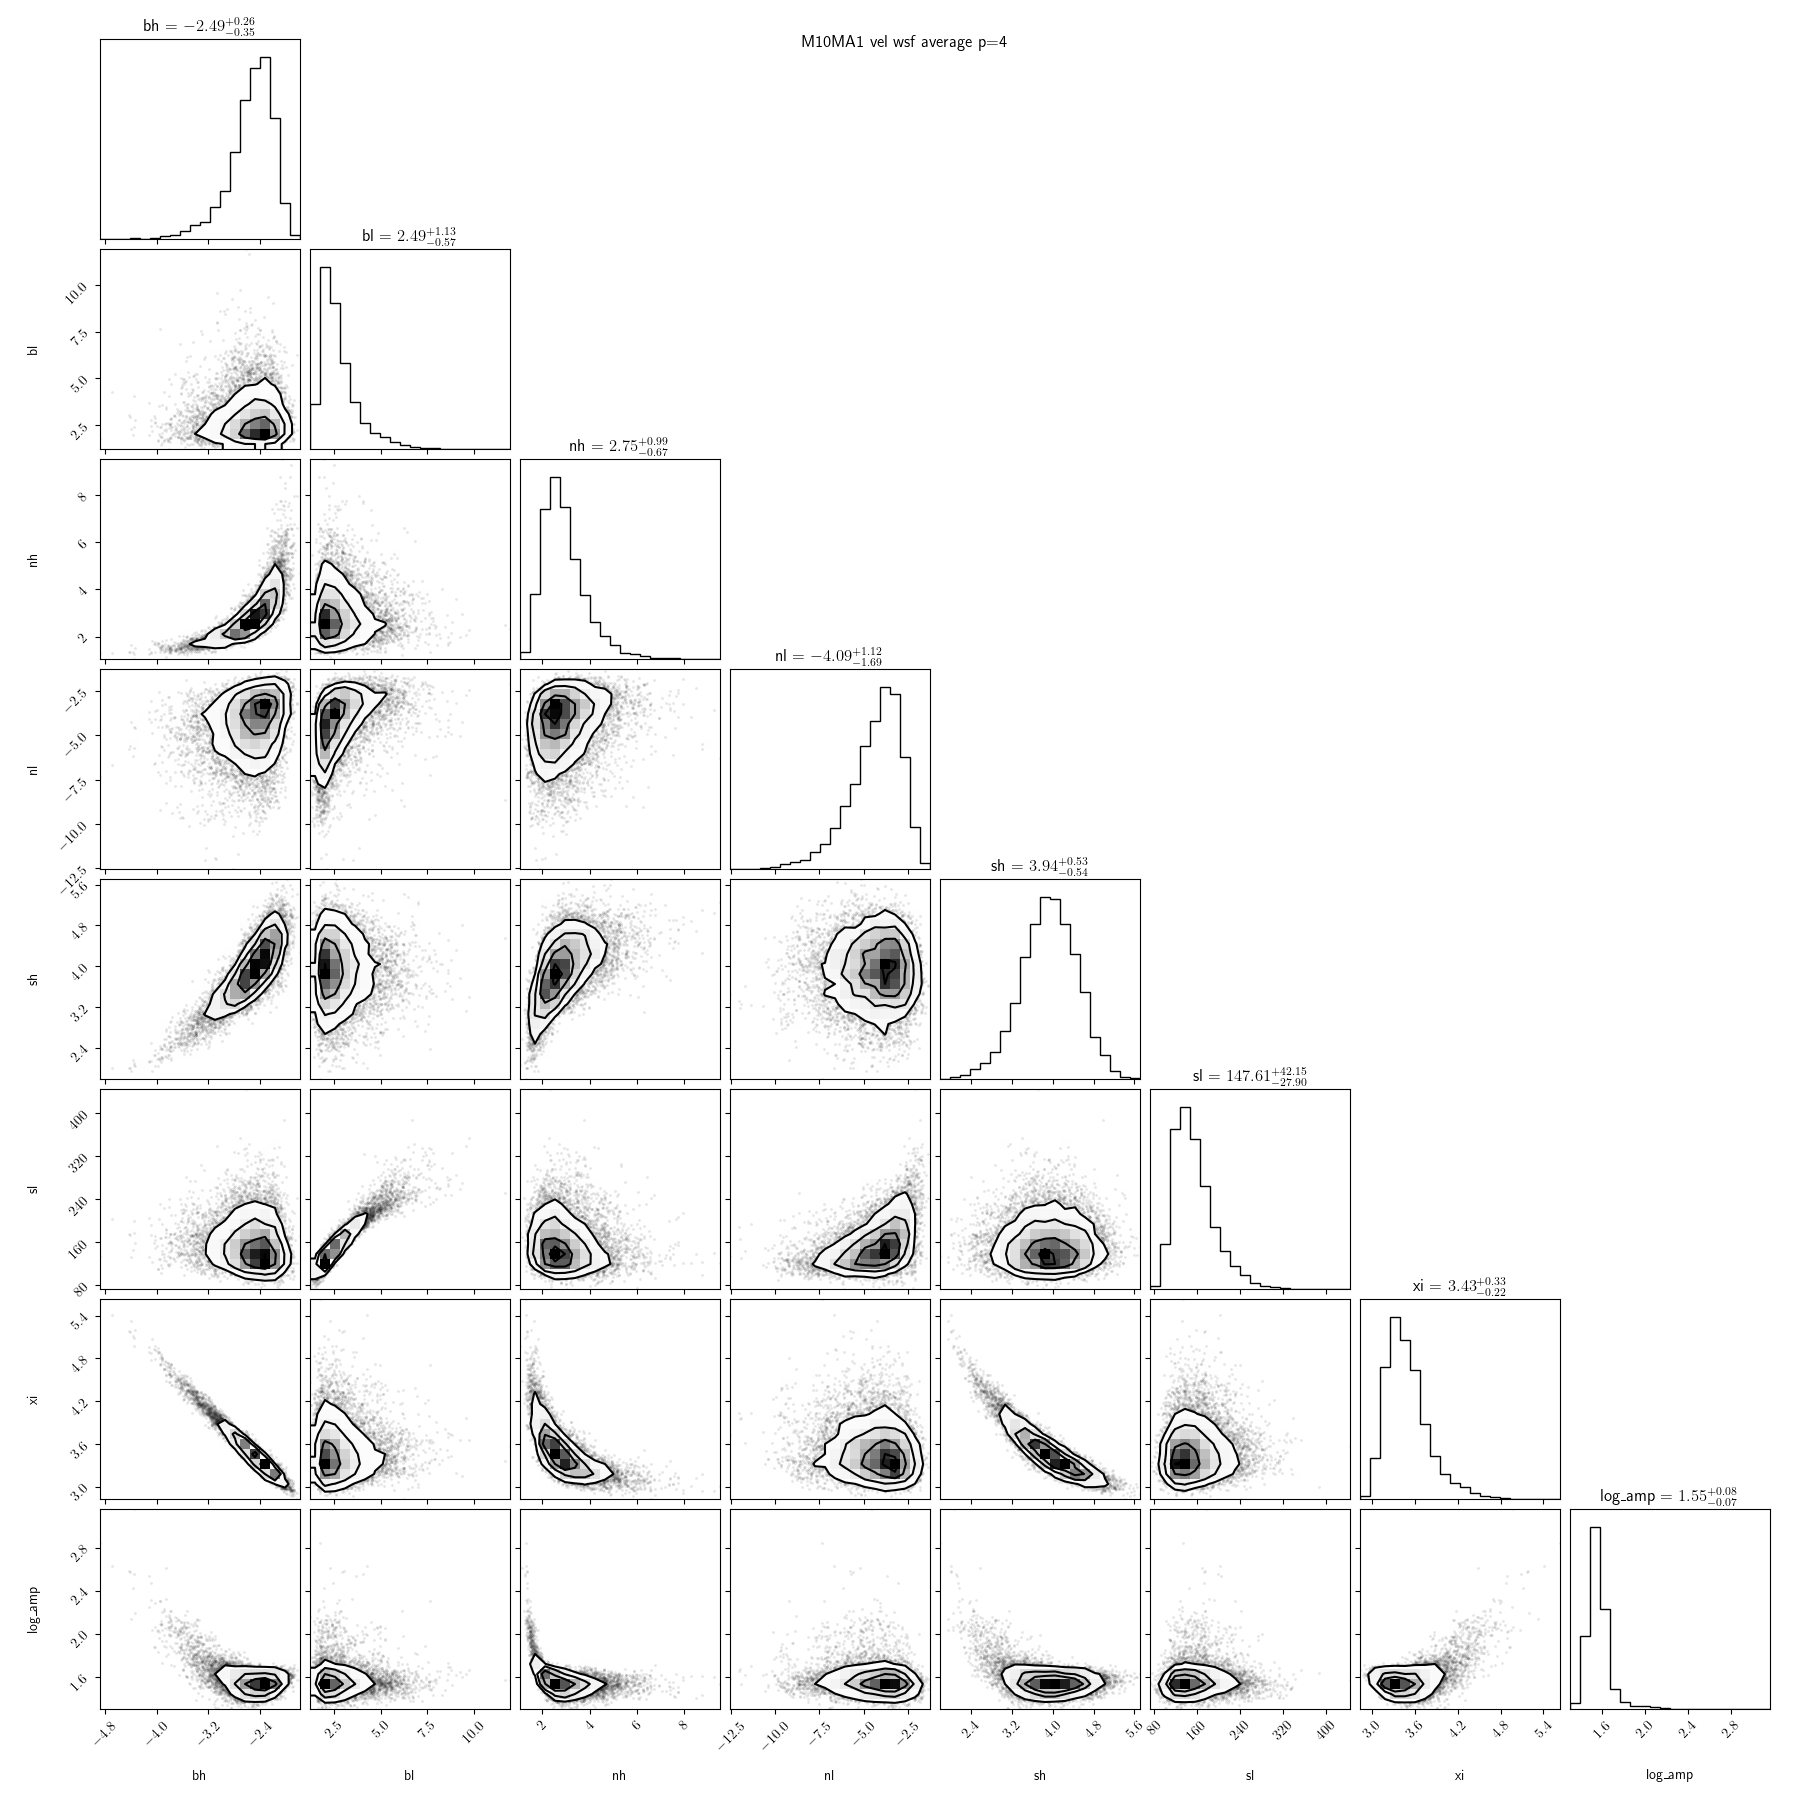 M10MA1 vel wsf average p=4
bh = −2.49+0.26−0.35
bl = 2.49+1.13−0.57
10.0
7.5
5.0
2.5
bl
nh = 2.75+0.99−0.67
8
6
4
2
nh
nl = −4.09+1.12−1.69
−2.5
−5.0
−7.5
−10.0
−12.5
nl
sh = 3.94+0.53−0.54
5.6
4.8
4.0
3.2
2.4
sh
sl = 147.61+42.15−27.90
400
320
240
160
80
sl
xi = 3.43+0.33−0.22
5.4
4.8
4.2
3.6
3.0
xi
log_amp = 1.55+0.08−0.07
2.8
2.4
2.0
1.6
log_amp
−4.8 −4.0 −3.2 −2.4 2.5 5.0 7.5 10.0 2 4 6 8 −12.5 −10.0 −7.5 −5.0 −2.5 2.4 3.2 4.0 4.8 5.6 80 160 240 320 400 3.0 3.6 4.2 4.8 5.4 1.6 2.0 2.4 2.8
bh bl nh nl sh sl xi log_amp